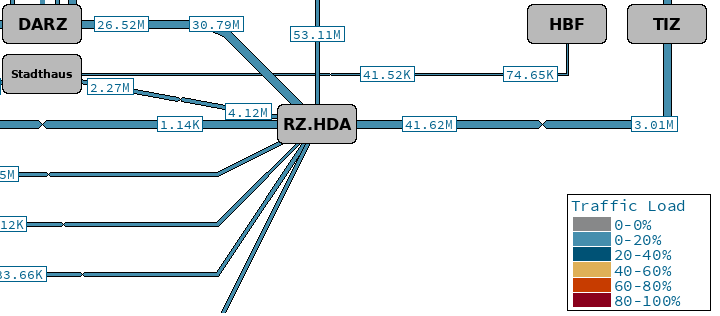 DARZ
26.52M
30.79M
53.11M
HBF
TIZ
Stadthaus
2.27M
41.52K
74.65K
4.12M
1.14K
RZ.HDA
41.62M
3.01M
5M
12K
33.66K
Traffic Load
0-0%
0-20%
20-40%
40-60%
60-80%
80-100%